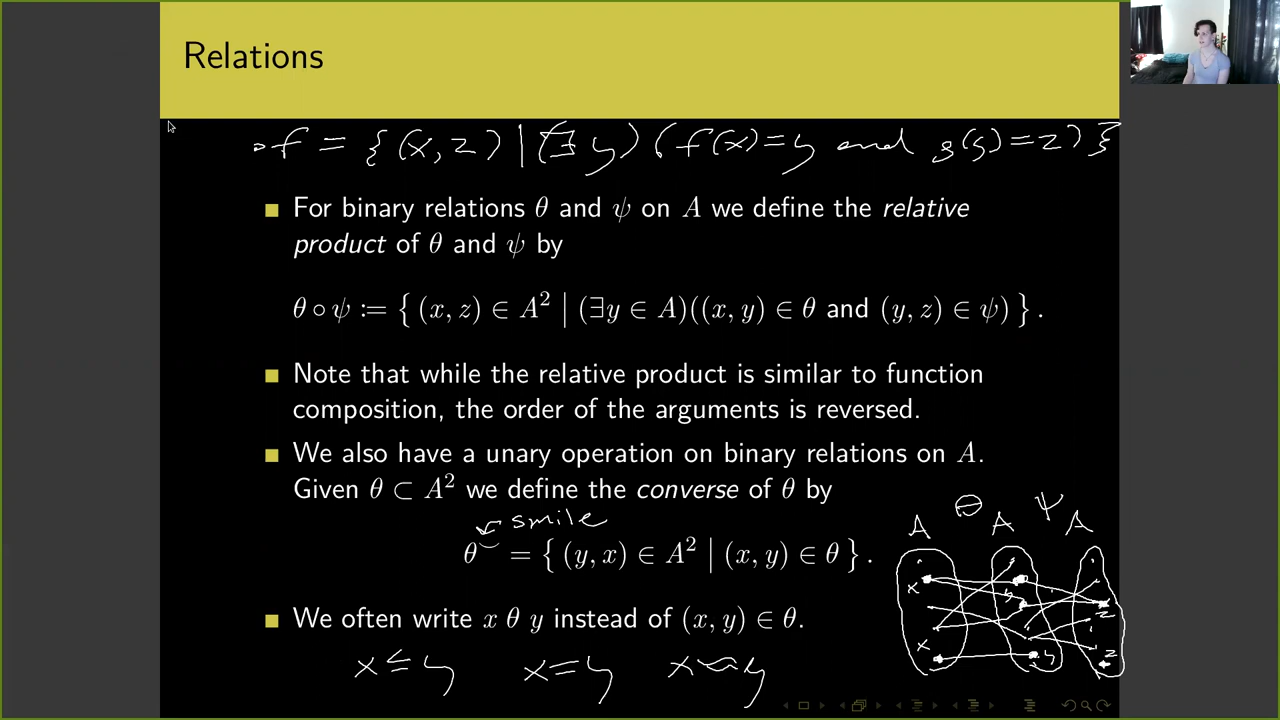 Relations
∘f = {(x, z) | (∃ y) (f(x)=y and g(y)=z)}
■ For binary relations θ and ψ on A we define the relative
product of θ and ψ by
θ ∘ ψ := { (x, z) ∈ A² | (∃y ∈ A)((x, y) ∈ θ and (y, z) ∈ ψ) } .
■ Note that while the relative product is similar to function
composition, the order of the arguments is reversed.
■ We also have a unary operation on binary relations on A.
Given θ ⊂ A² we define the converse of θ by
smile
θ⌣ = { (y, x) ∈ A² | (x, y) ∈ θ } .
■ We often write x θ y instead of (x, y) ∈ θ.
x ≤ y x = y x ~ y
θ ψ
A A A
x y z
x y z